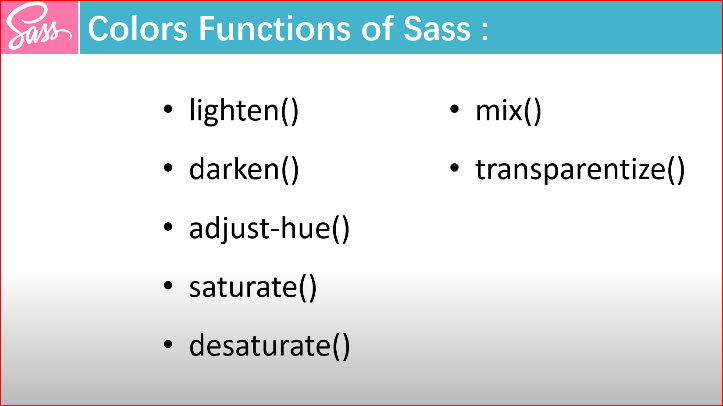 Sass
Colors Functions of Sass :
• lighten()
• darken()
• adjust-hue()
• saturate()
• desaturate()
• mix()
• transparentize()